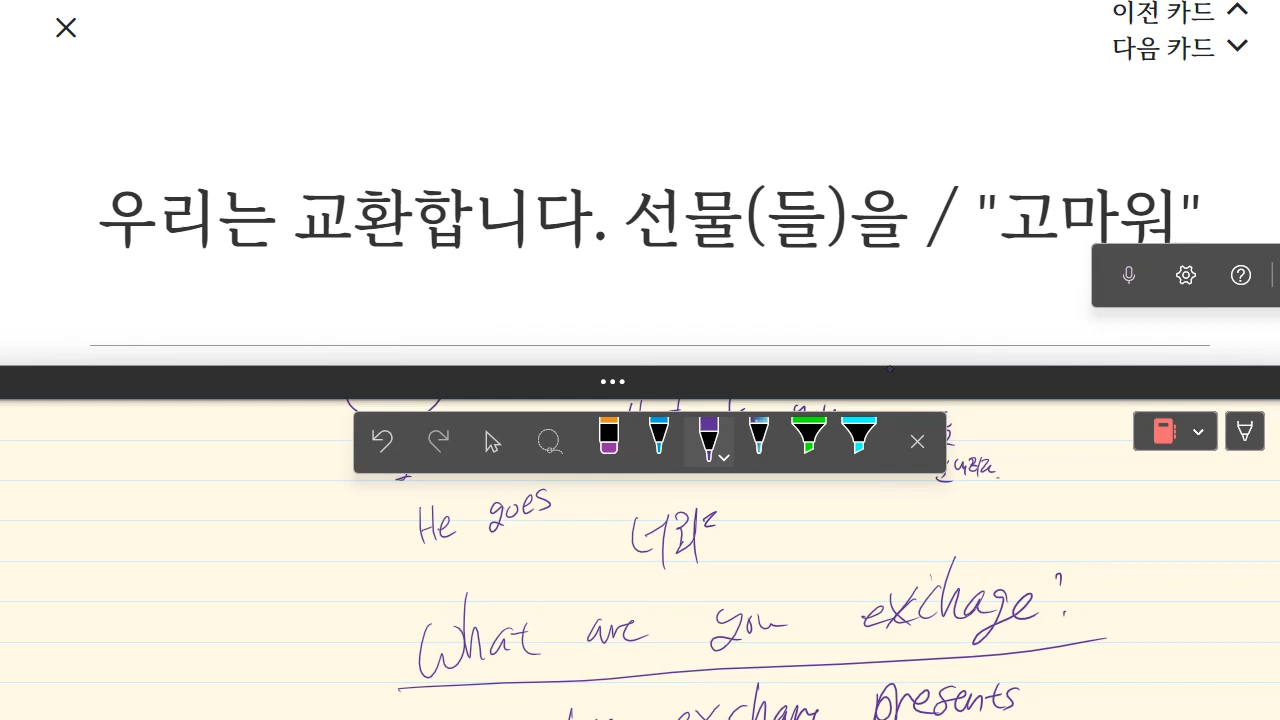 이전 카드
다음 카드
우리는 교환합니다. 선물(들)을 / "고마워"
He goes
너희
What are you exchage?
presents